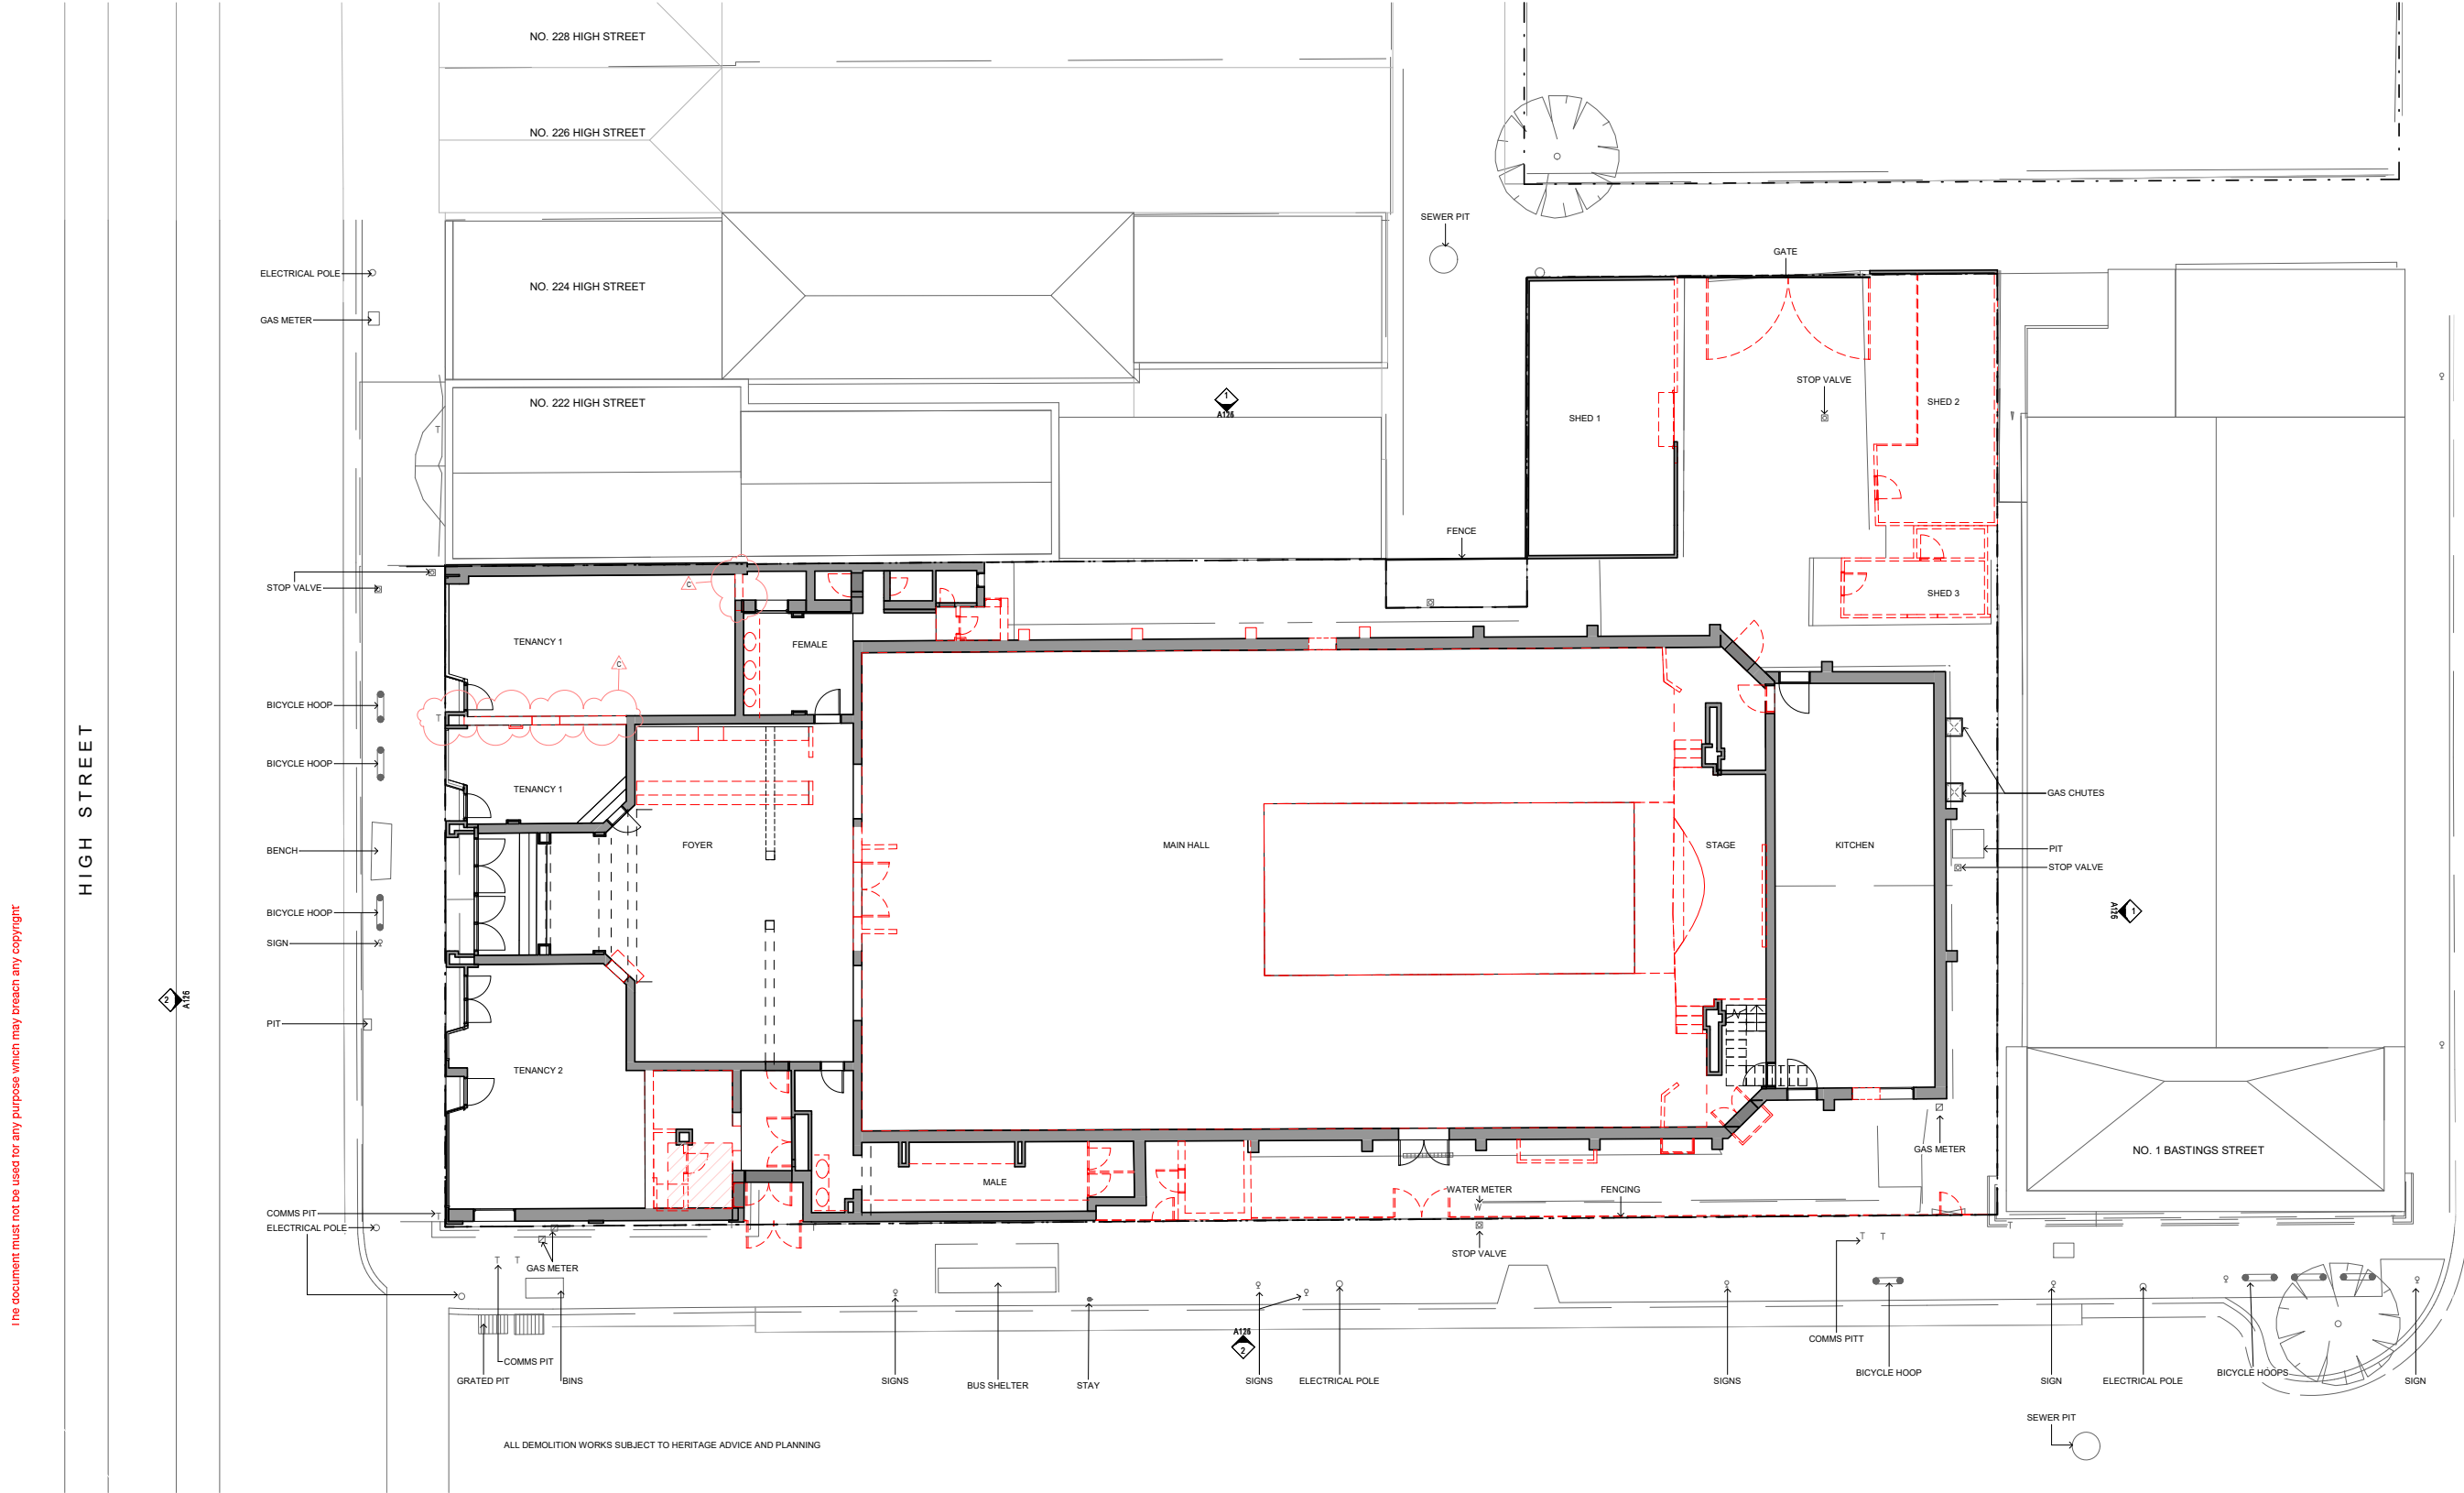 NO. 228 HIGH STREET
NO. 226 HIGH STREET
SEWER PIT
GATE
ELECTRICAL POLE
NO. 224 HIGH STREET
GAS METER
STOP VALVE
NO. 222 HIGH STREET
1
SHED 1
SHED 2
T
FENCE
STOP VALVE
C
SHED 3
TENANCY 1
FEMALE
C
BICYCLE HOOP
T
BICYCLE HOOP
TENANCY 1
GAS CHUTES
HIGH STREET
BENCH
FOYER
MAIN HALL
STAGE
KITCHEN
PIT
STOP VALVE
BICYCLE HOOP
1
A126
SIGN
2
A126
PIT
TENANCY 2
GAS METER
NO. 1 BASTINGS STREET
MALE
WATER METER
FENCING
W
COMMS PIT
T
ELECTRICAL POLE
T
T
STOP VALVE
T
T
T
T
GAS METER
COMMS PITT
COMMS PIT
GRATED PIT
BINS
SIGNS
BUS SHELTER
STAY
2
SIGNS
ELECTRICAL POLE
SIGNS
BICYCLE HOOP
SIGN
ELECTRICAL POLE
BICYCLE HOOPS
SIGN
SEWER PIT
ALL DEMOLITION WORKS SUBJECT TO HERITAGE ADVICE AND PLANNING
The document must not be used for any purpose which may breach any copyright